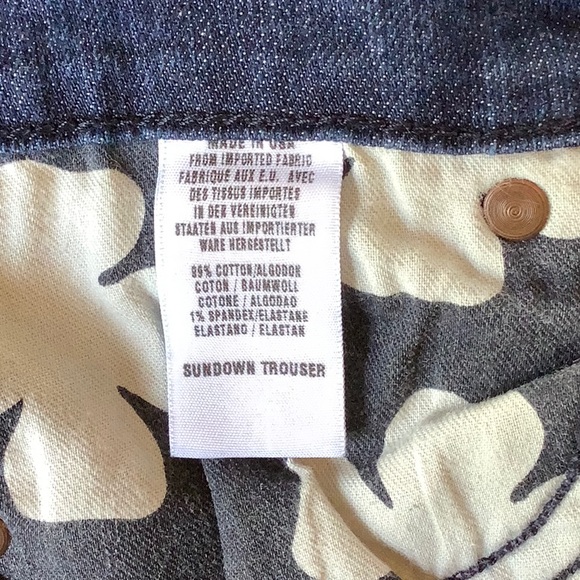 MADE IN USA
FROM IMPORTED FABRIC
FABRIQUE AUX E.U. AVEC
DES TISSUS IMPORTES
IN DEN VEREINIGTEN
STAATEN AUS IMPORTIERTER
WARE HERGESTELLT
99% COTTON/ALGODON
COTON / BAUMWOLL
COTONE / ALGODAO
1% SPANDEX/ELASTANE
ELASTANO / ELASTAN
SUNDOWN TROUSER